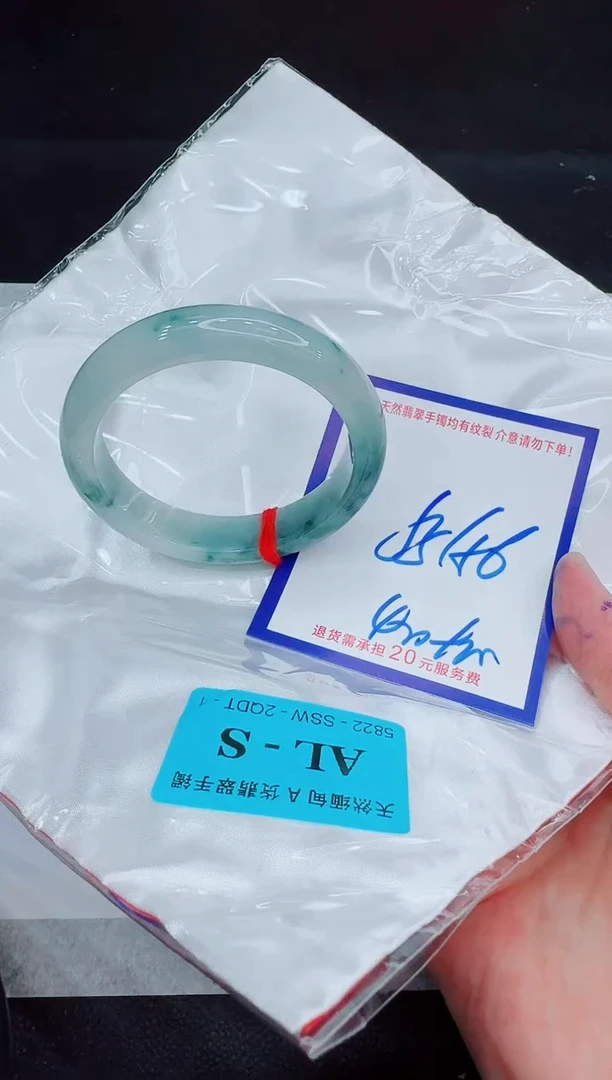 天然翡翠手镯均有纹裂 介意请勿下单!
退货需承担20元服务费
天然缅甸A货翡翠手镯
AL-S
5822-SSW-2QDT-1